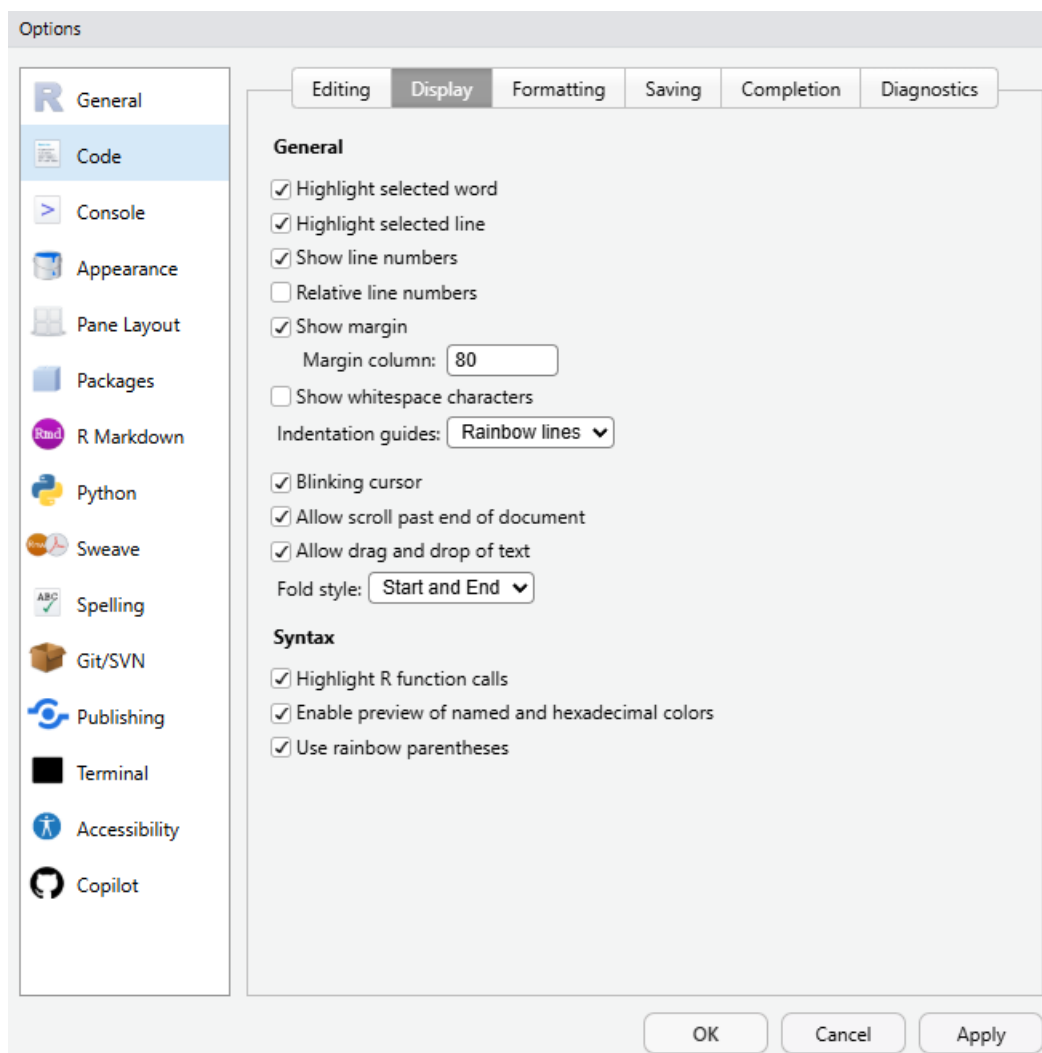 Options
General
Code
Console
Appearance
Pane Layout
Packages
Rmd R Markdown
Python
Sweave
ABC Spelling
Git/SVN
Publishing
Terminal
Accessibility
Copilot
Editing Display Formatting Saving Completion Diagnostics
General
Highlight selected word
Highlight selected line
Show line numbers
Relative line numbers
Show margin
Margin column: 80
Show whitespace characters
Indentation guides: Rainbow lines
Blinking cursor
Allow scroll past end of document
Allow drag and drop of text
Fold style: Start and End
Syntax
Highlight R function calls
Enable preview of named and hexadecimal colors
Use rainbow parentheses
OK Cancel Apply